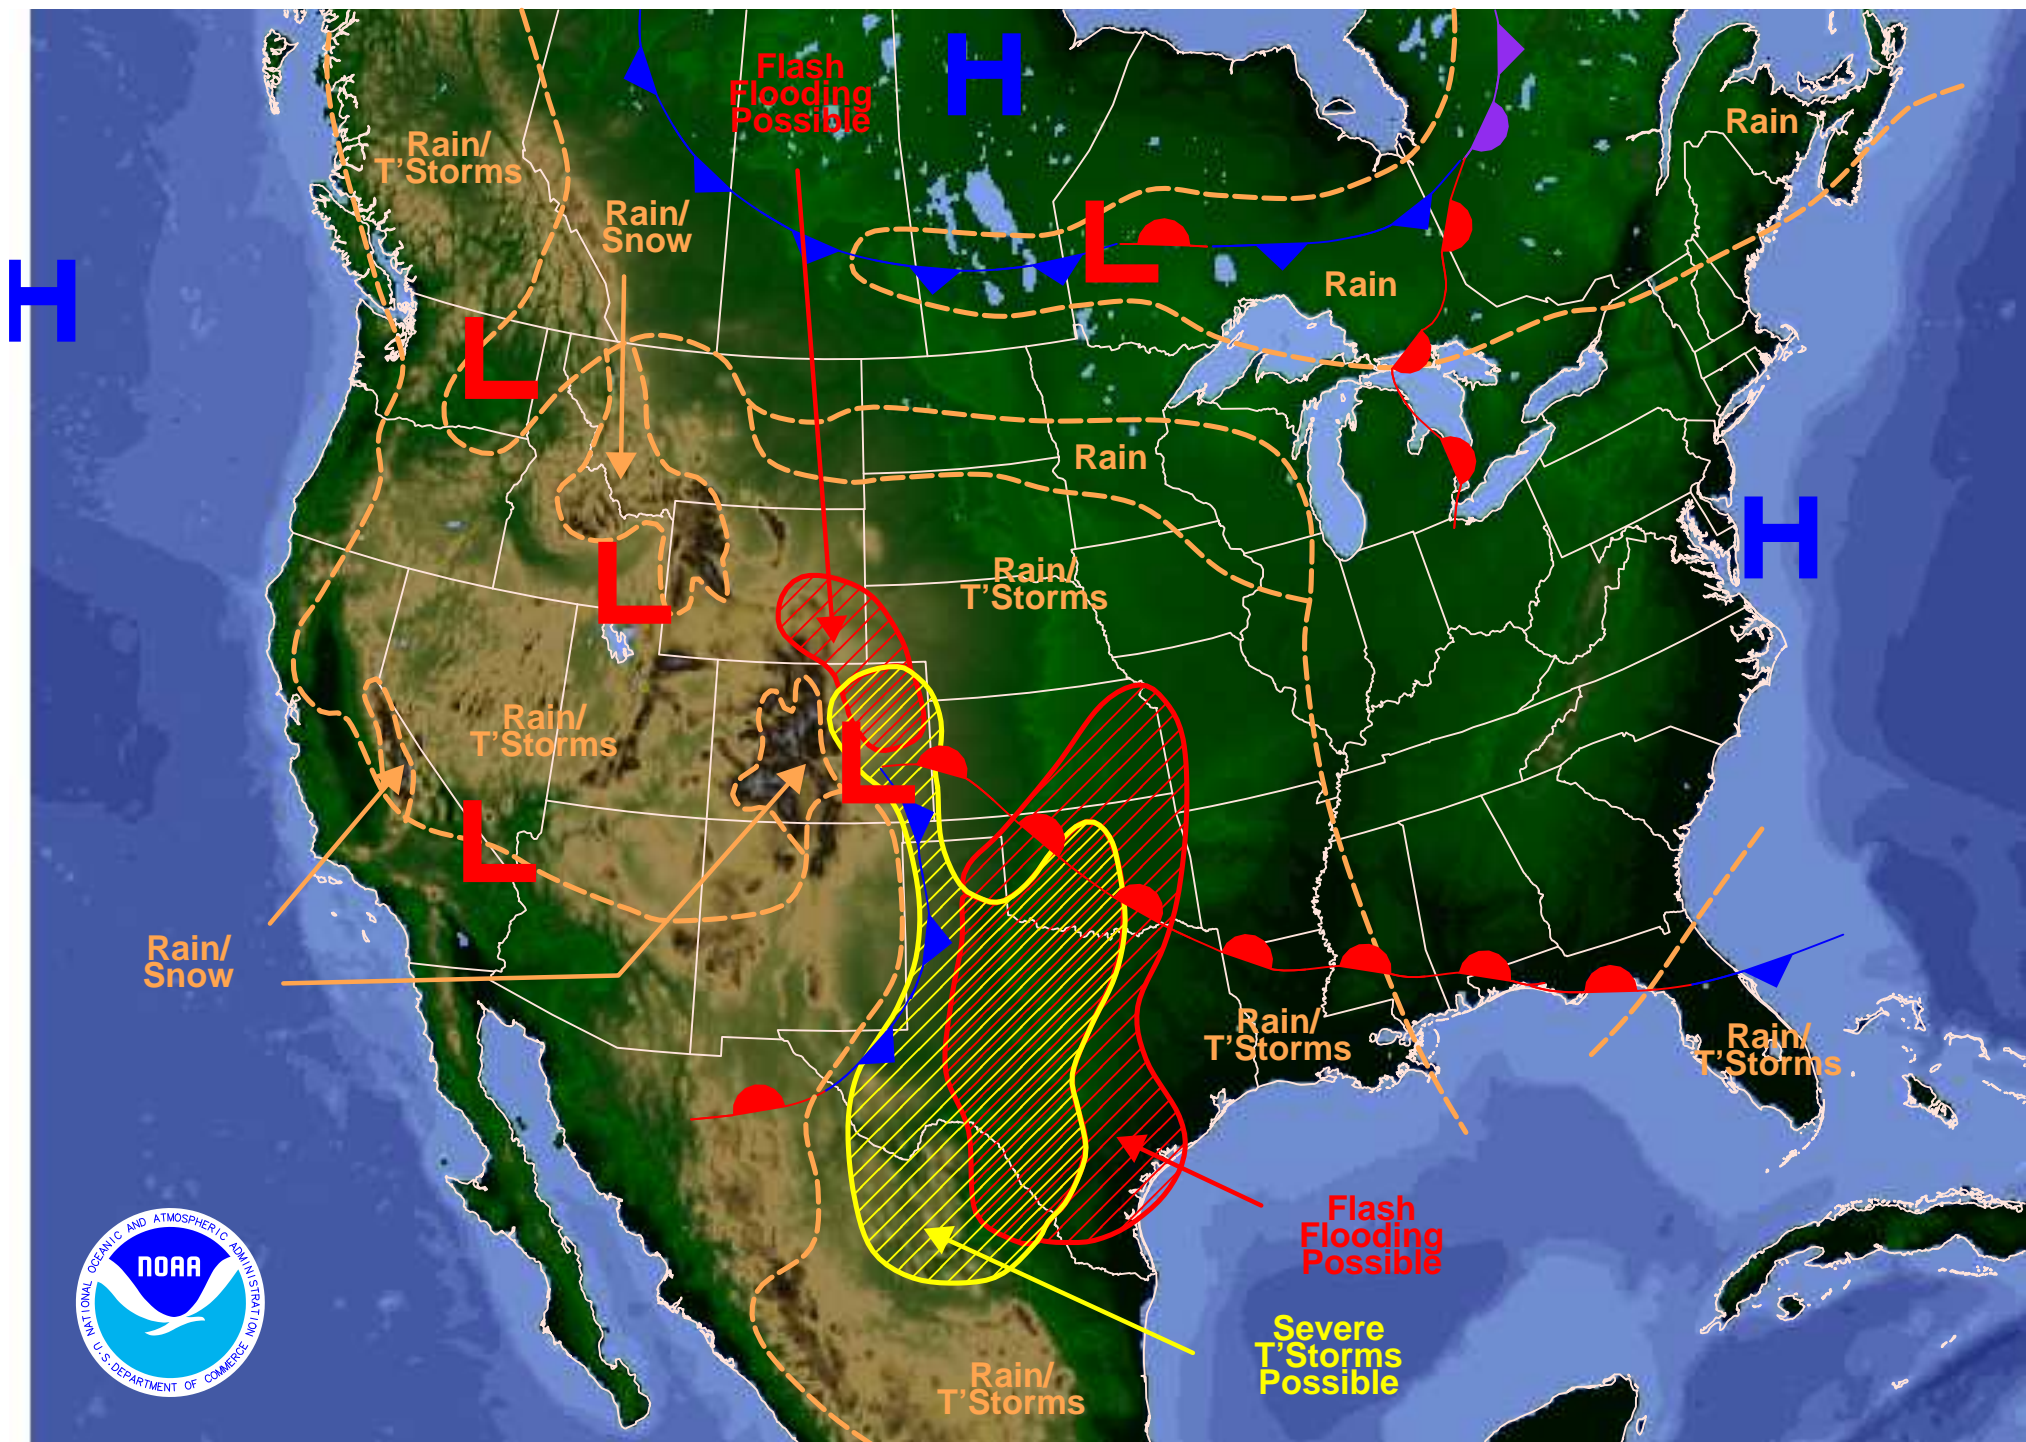 Flash
Flooding
Possible
H
Rain
Rain/
T'Storms
Rain/
Snow
L
H
Rain
L
Rain
H
Rain/
T'Storms
L
Rain/
T'Storms
L
L
Rain/
Snow
Rain/
T'Storms
Rain/
T'Storms
Flash
Flooding
Possible
Severe
T'Storms
Possible
Rain/
T'Storms
NATIONAL OCEANIC AND ATMOSPHERIC ADMINISTRATION
NOAA
U.S. DEPARTMENT OF COMMERCE